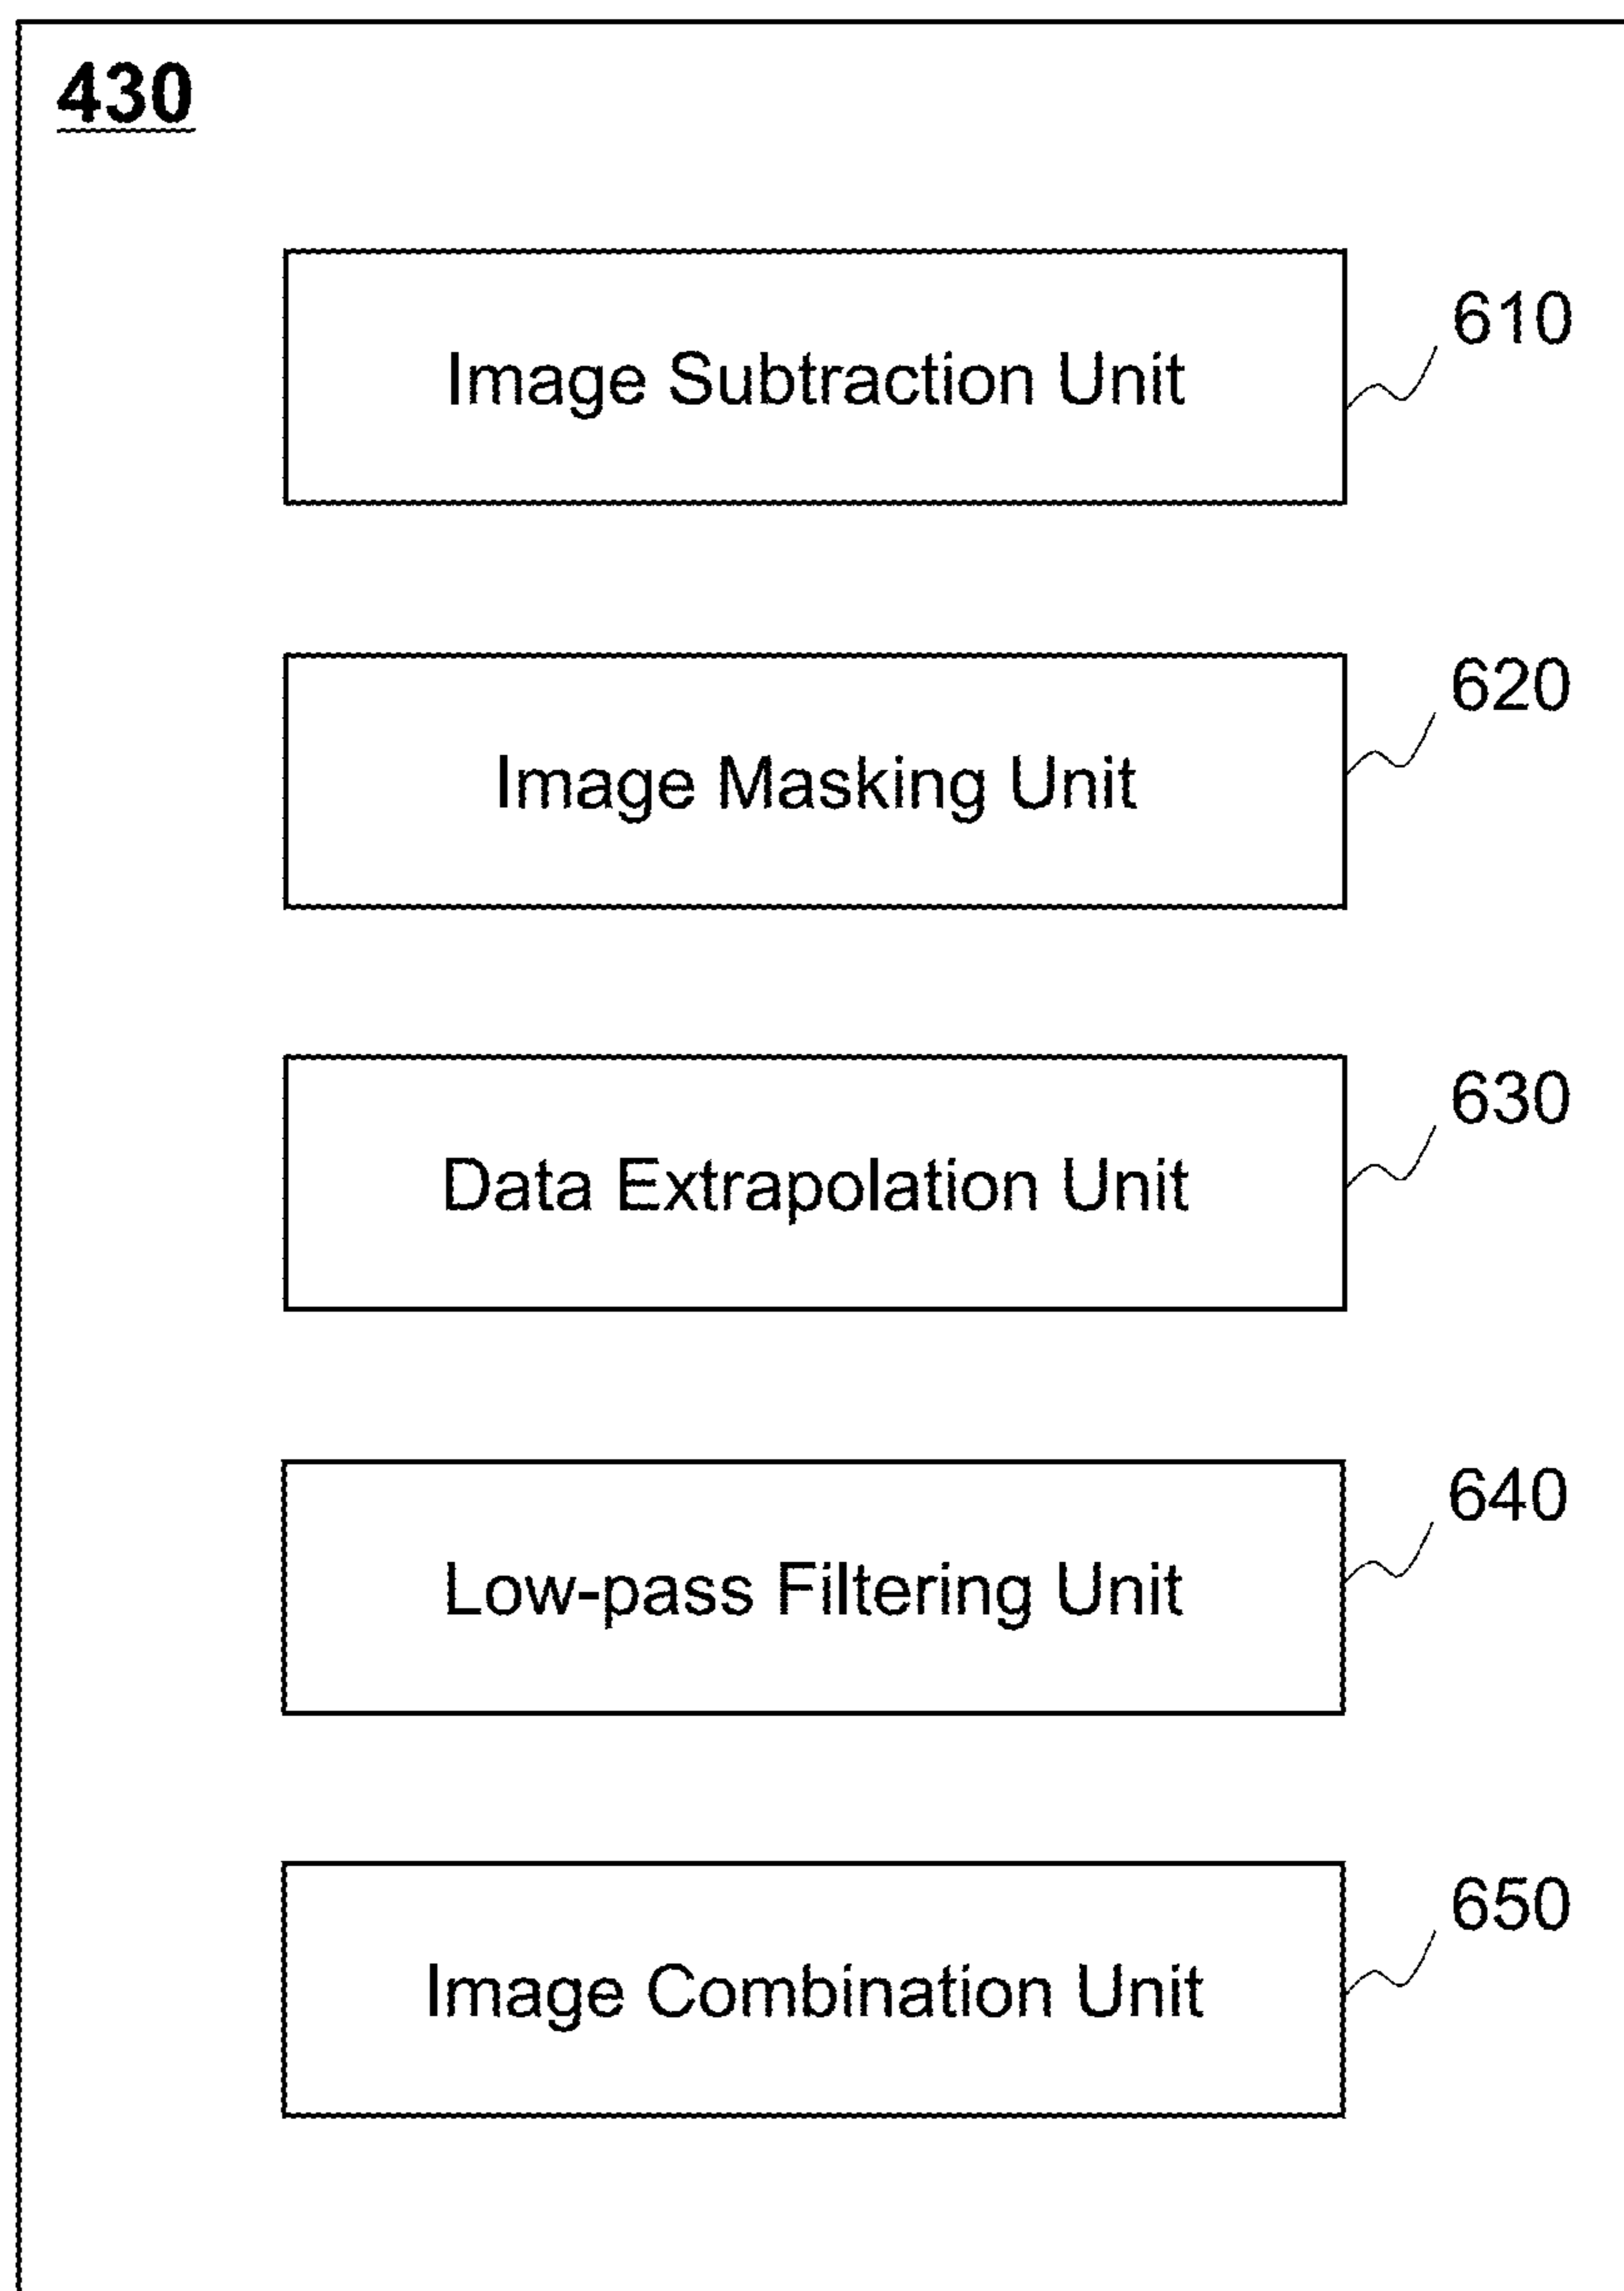 430
610
Image Subtraction Unit
620
Image Masking Unit
630
Data Extrapolation Unit
640
Low-pass Filtering Unit
650
Image Combination Unit